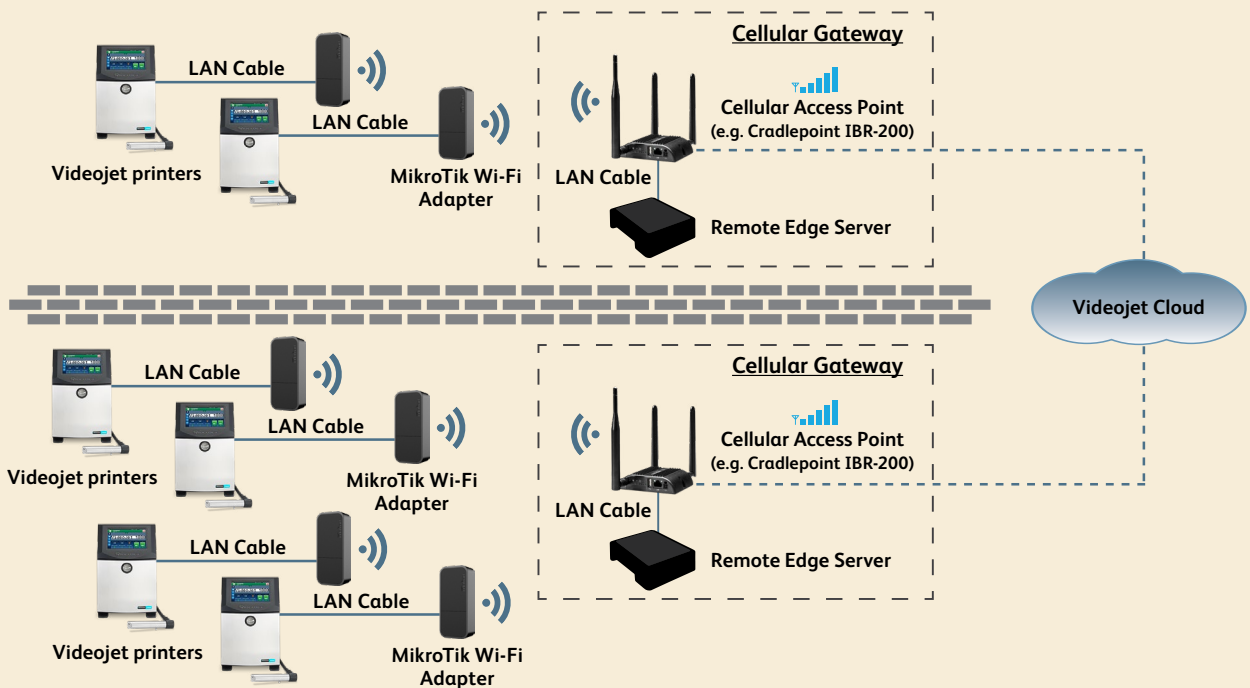 Cellular Gateway
LAN Cable
Cellular Access Point
(e.g. Cradlepoint IBR-200)
LAN Cable
Videojet printers
MikroTik Wi-Fi
Adapter
LAN Cable
Remote Edge Server
Videojet Cloud
Cellular Gateway
LAN Cable
LAN Cable
Cellular Access Point
(e.g. Cradlepoint IBR-200)
Videojet printers
MikroTik Wi-Fi
Adapter
LAN Cable
LAN Cable
Remote Edge Server
LAN Cable
Videojet printers
MikroTik Wi-Fi
Adapter